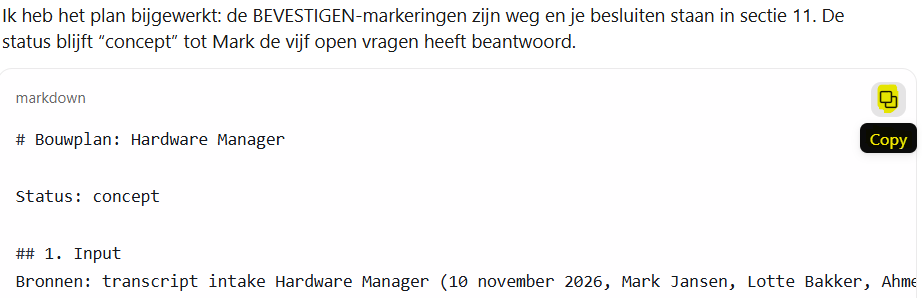 Ik heb het plan bijgewerkt: de BEVESTIGEN-markeringen zijn weg en je besluiten staan in sectie 11. De
status blijft “concept” tot Mark de vijf open vragen heeft beantwoord.
markdown
Copy
# Bouwplan: Hardware Manager
Status: concept
## 1. Input
Bronnen: transcript intake Hardware Manager (10 november 2026, Mark Jansen, Lotte Bakker,